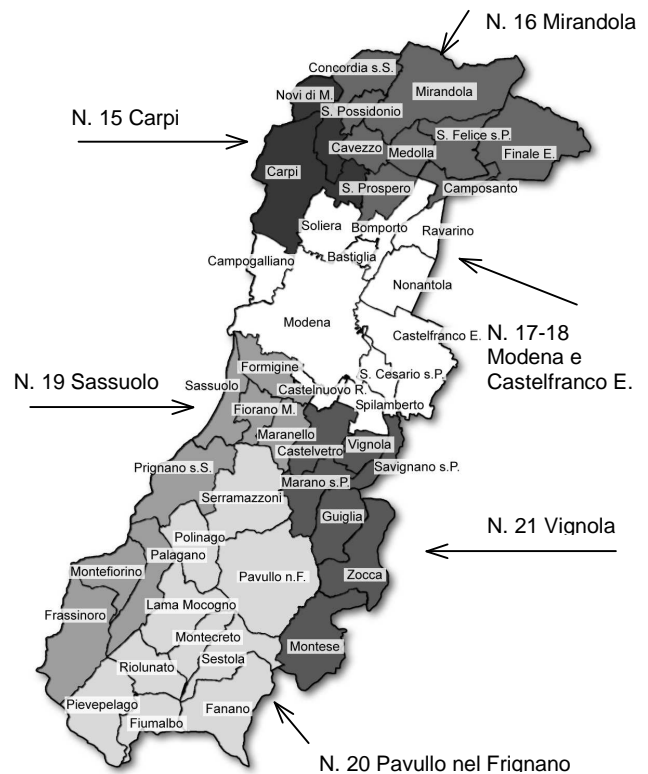 N. 16 Mirandola
Concordia s.S.
Mirandola
Novi di M.
S. Possidonio
N. 15 Carpi
S. Felice s.P.
Cavezzo
Medolla
Finale E.
Carpi
S. Prospero
Camposanto
Soliera
Bomporto
Ravarino
Bastiglia
Campogalliano
Nonantola
Modena
Castelfranco E.
N. 17-18
Modena e
Castelfranco E.
Formigine
S. Cesario s.P.
N. 19 Sassuolo
Sassuolo
Castelnuovo R.
Fiorano M.
Spilamberto
Maranello
Vignola
Castelvetro
Prignano s.S.
Savignano s.P.
Marano s.P.
Serramazzoni
Guiglia
N. 21 Vignola
Polinago
Palagano
Montefiorino
Pavullo n.F.
Zocca
Lama Mocogno
Frassinoro
Montecreto
Montese
Sestola
Riolunato
Pievepelago
Fanano
Fiumalbo
N. 20 Pavullo nel Frignano